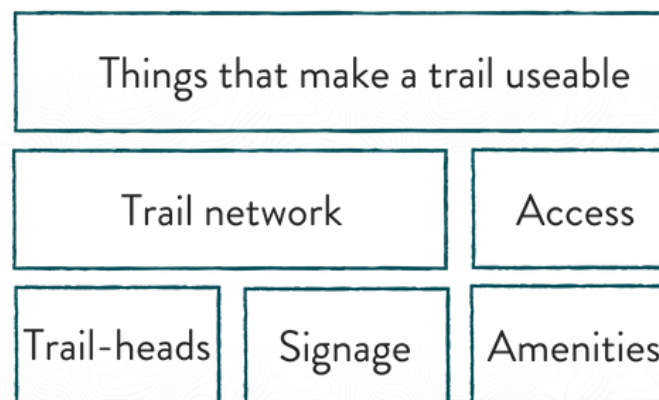 Things that make a trail useable
Trail network
Access
Trail-heads
Signage
Amenities